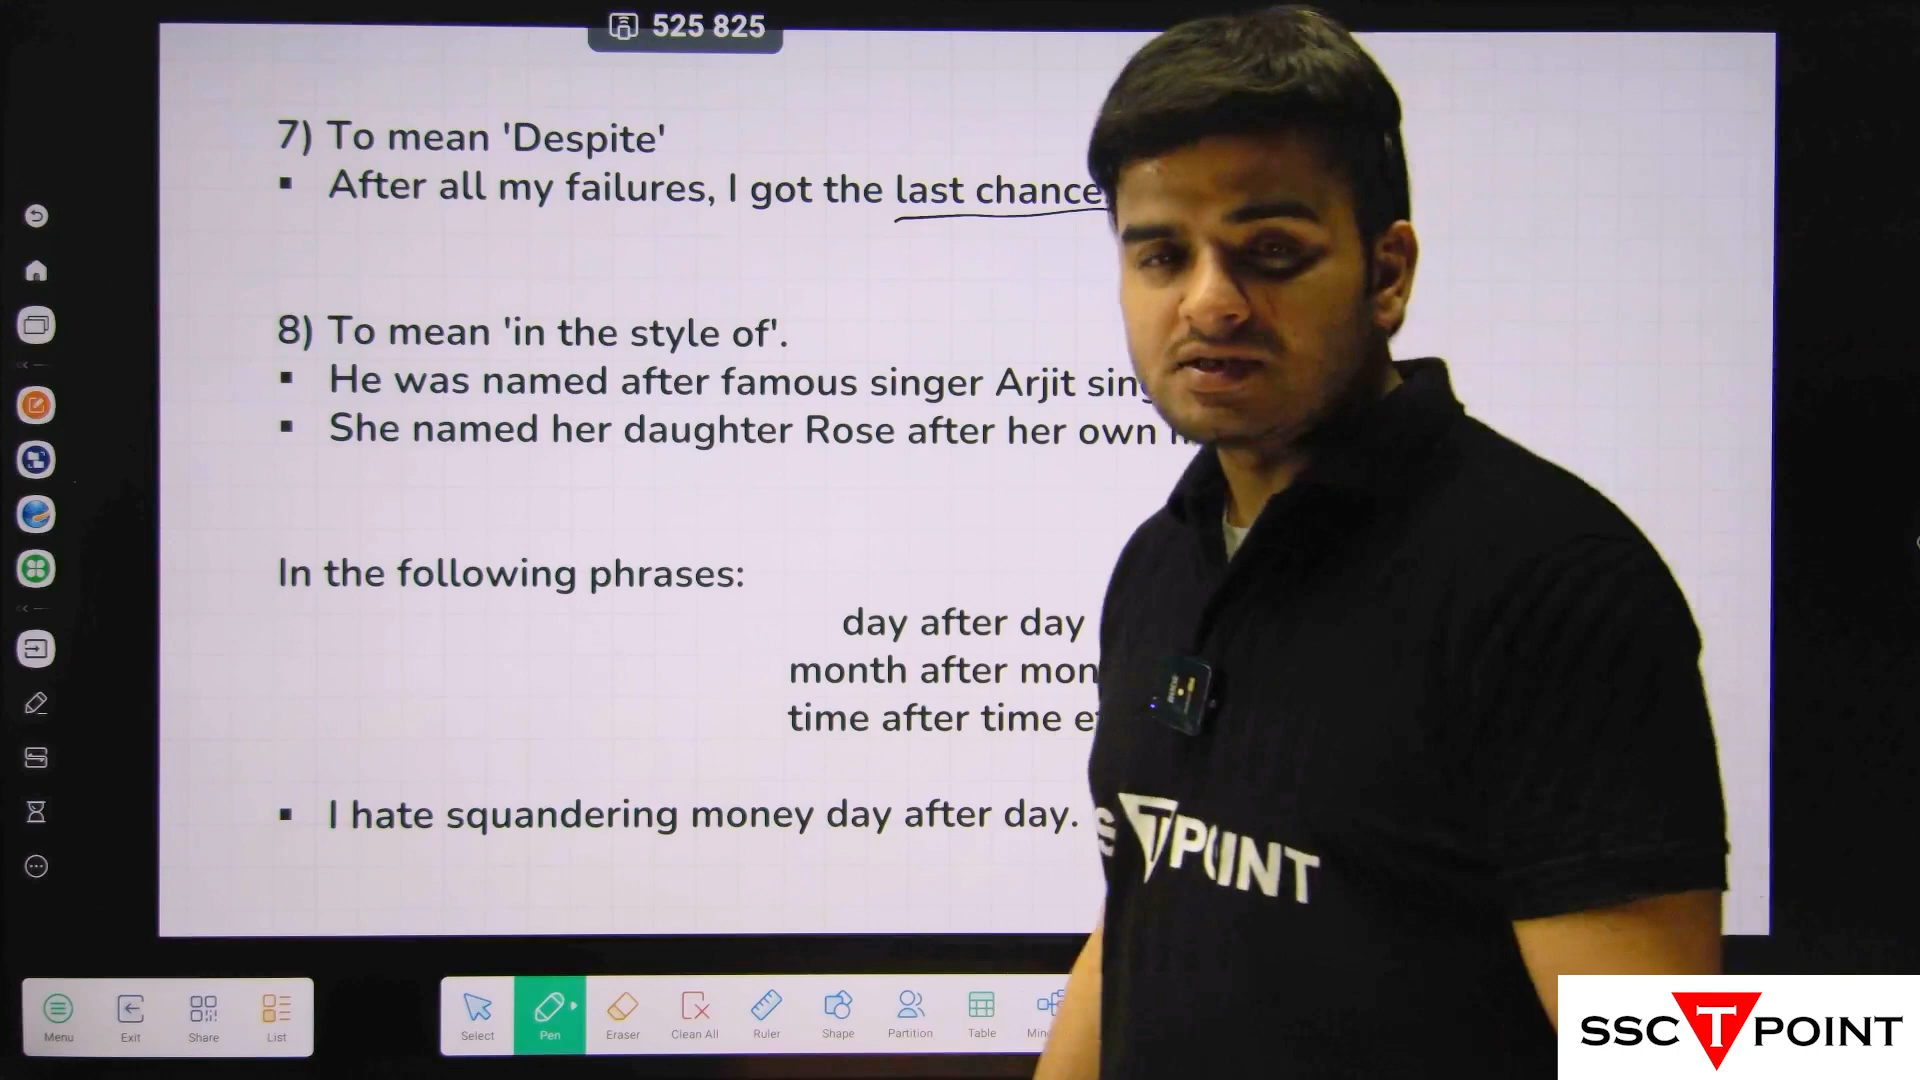 525 825
7) To mean 'Despite'
▪ After all my failures, I got the last chance
8) To mean 'in the style of'.
▪ He was named after famous singer Arjit
▪ She named her daughter Rose after her own
In the following phrases:
day after day
month after
time after time
▪ I hate squandering money day after day.
POINT
Menu Exit Share List
Select Pen Eraser Clean All Ruler Shape Partition Table
SSC POINT